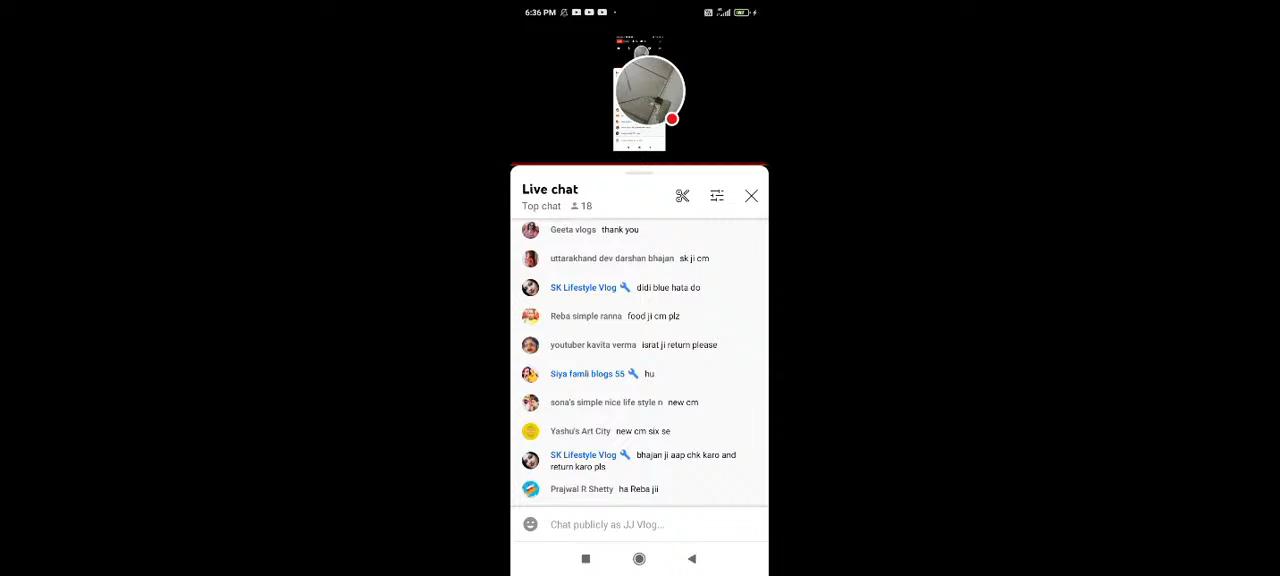 6:36 PM
Live chat
Top chat 18
Geeta vlogs thank you
uttarakhand dev darshan bhajan sk ji cm
SK Lifestyle Vlog didi blue hata do
Reba simple ranna food ji cm plz
youtuber kavita verma israt ji return please
Siya famli blogs 55 hu
sona's simple nice life style n new cm
Yashu's Art City new cm six se
SK Lifestyle Vlog bhajan ji aap chk karo and
return karo pls
Prajwal R Shetty ha Reba jii
Chat publicly as JJ Vlog...